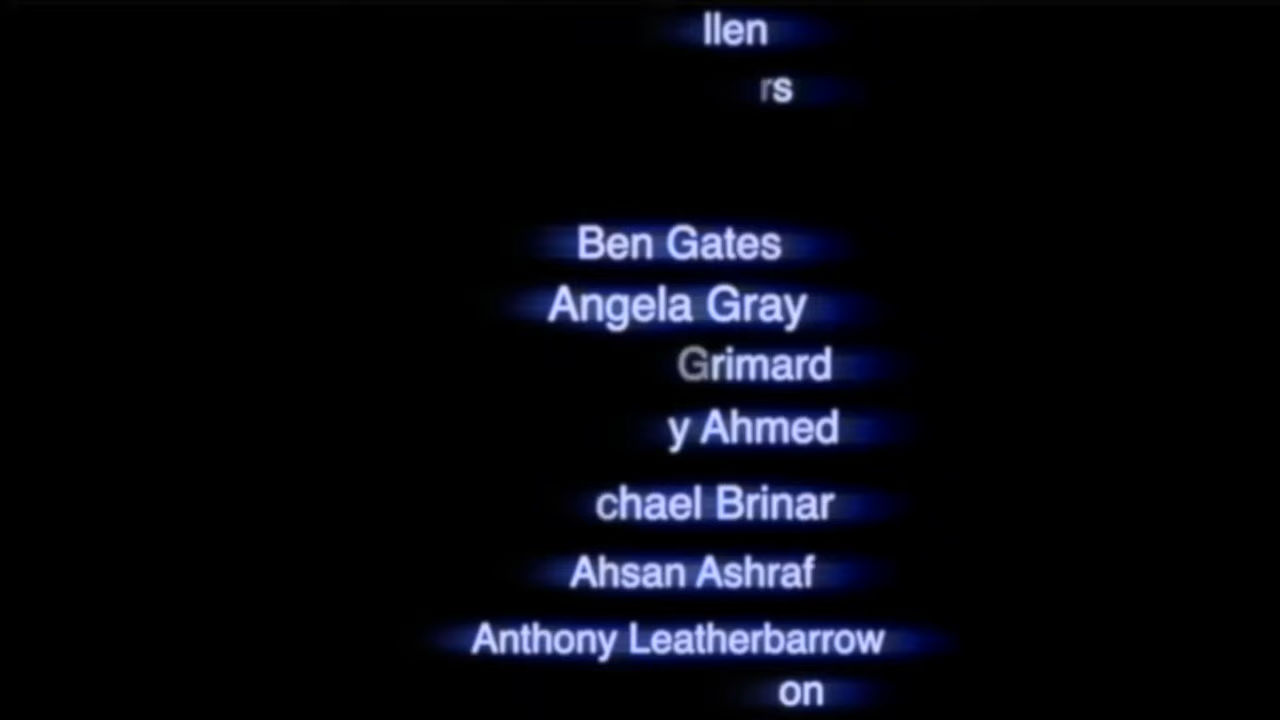 llen
rs
Ben Gates
Angela Gray
Grimard
y Ahmed
chael Brinar
Ahsan Ashraf
Anthony Leatherbarrow
on